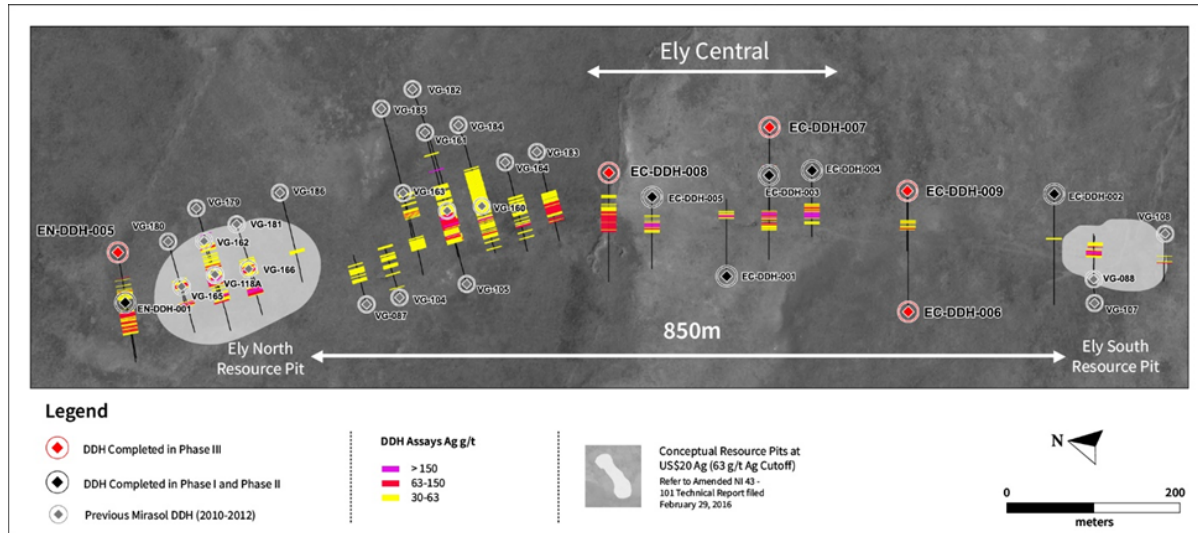 Ely Central
VG-182
VG-185
VG-161
VG-184
EC-DDH-007
VG-183
VG-164
EC-DDH-008
EC-DDH-004
VG-186
VG-163
EC-DDH-003
EC-DDH-009
EC-DDH-005
EC-DDH-002
VG-179
VG-160
VG-181
VG-108
EN-DDH-005
VG-180
VG-162
VG-166
VG-118A
EC-DDH-001
VG-088
VG-165
VG-105
EN-DDH-001
VG-104
VG-087
VG-107
EC-DDH-006
850m
Ely North
Resource Pit
Ely South
Resource Pit
Legend
DDH Completed in Phase III
DDH Completed in Phase I and Phase II
Previous Mirasol DDH (2010-2012)
DDH Assays Ag g/t
> 150
63-150
30-63
Conceptual Resource Pits at
US$20 Ag (63 g/t Ag Cutoff)
Refer to Amended NI 43 -
101 Technical Report filed
February 29, 2016
N
0 200
meters